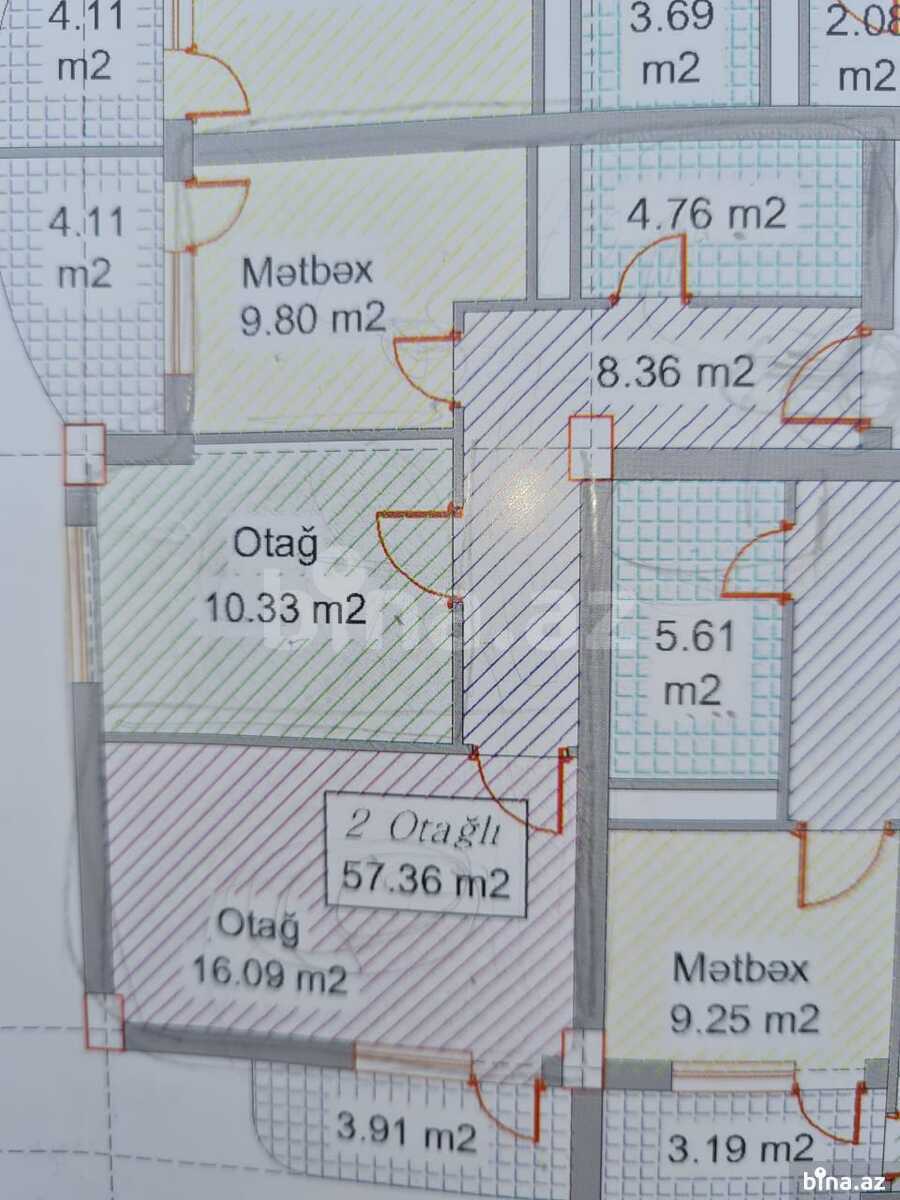 4.11
m2
3.69
m2
2.08
m2
4.11
m2
4.76 m2
Mətbəx
9.80 m2
8.36 m2
Otağ
10.33 m2
bina.az
5.61
m2
2 Otağlı
57.36 m2
Otağ
16.09 m2
Mətbəx
9.25 m2
3.91 m2
3.19 m2
bina.az